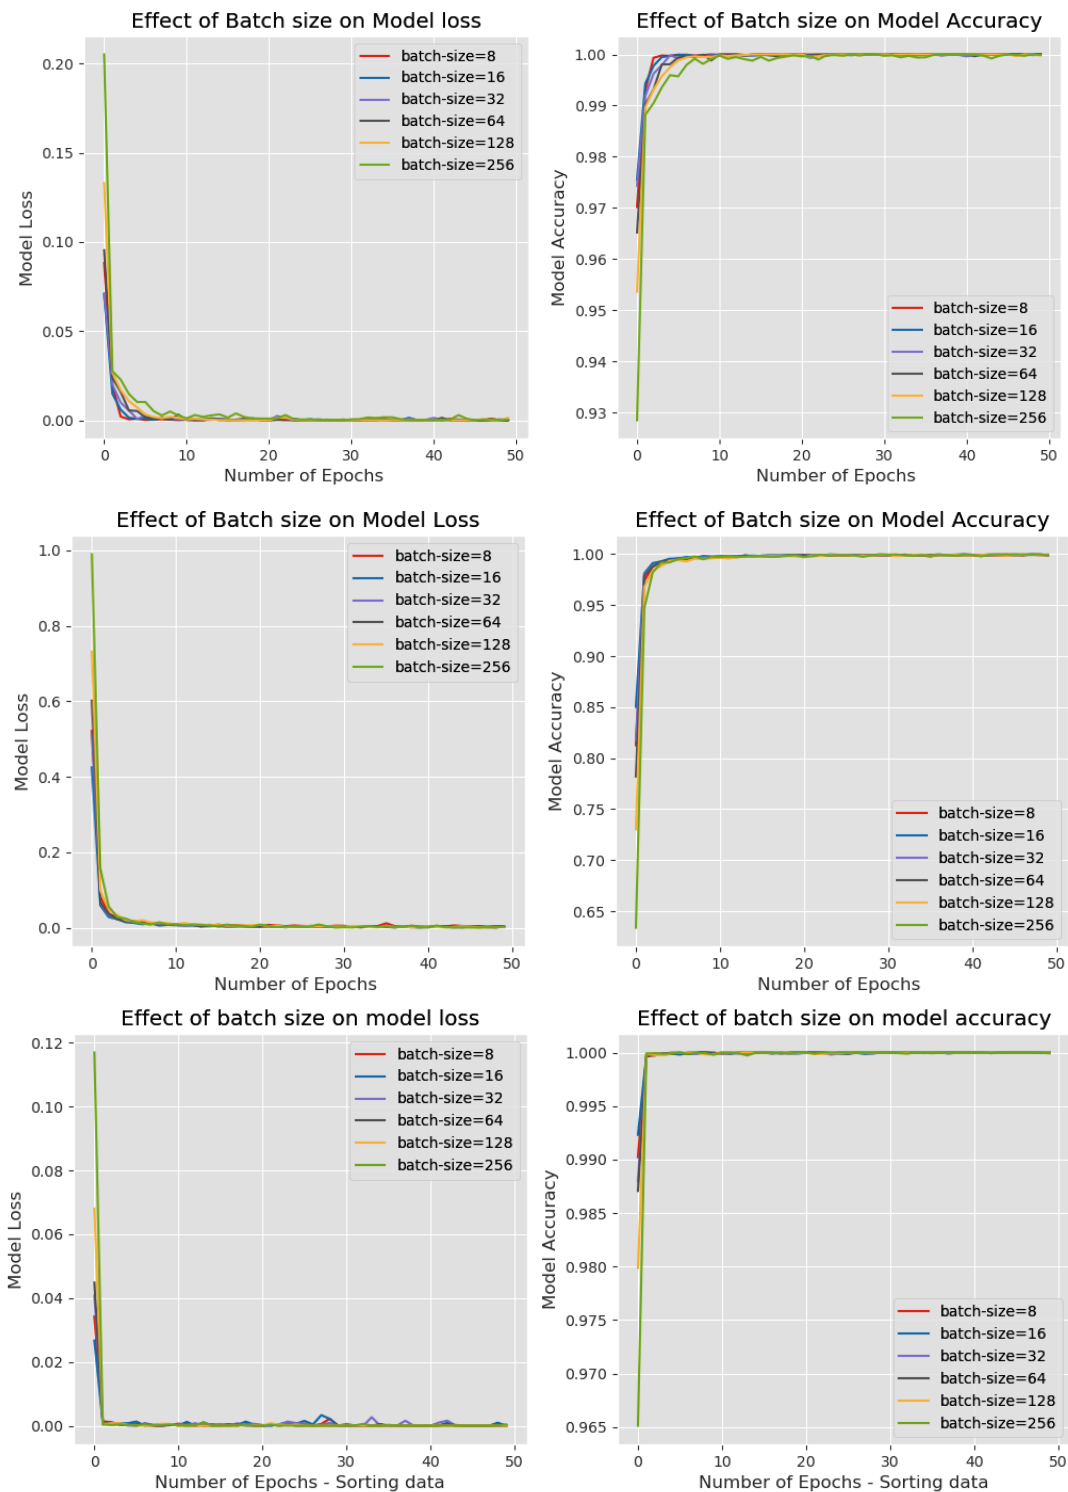 Effect of Batch size on Model loss
0.20
0.15
0.10
0.05
0.00
Model Loss
batch-size=8
batch-size=16
batch-size=32
batch-size=64
batch-size=128
batch-size=256
0 10 20 30 40 50
Number of Epochs
Effect of Batch size on Model Accuracy
1.00
0.99
0.98
0.97
0.96
0.95
0.94
0.93
Model Accuracy
batch-size=8
batch-size=16
batch-size=32
batch-size=64
batch-size=128
batch-size=256
0 10 20 30 40 50
Number of Epochs
Effect of Batch size on Model Loss
1.0
0.8
0.6
0.4
0.2
0.0
Model Loss
batch-size=8
batch-size=16
batch-size=32
batch-size=64
batch-size=128
batch-size=256
0 10 20 30 40 50
Number of Epochs
Effect of Batch size on Model Accuracy
1.00
0.95
0.90
0.85
0.80
0.75
0.70
0.65
Model Accuracy
batch-size=8
batch-size=16
batch-size=32
batch-size=64
batch-size=128
batch-size=256
0 10 20 30 40 50
Number of Epochs
Effect of batch size on model loss
0.12
0.10
0.08
0.06
0.04
0.02
0.00
Model Loss
batch-size=8
batch-size=16
batch-size=32
batch-size=64
batch-size=128
batch-size=256
0 10 20 30 40 50
Number of Epochs - Sorting data
Effect of batch size on model accuracy
1.000
0.995
0.990
0.985
0.980
0.975
0.970
0.965
Model Accuracy
batch-size=8
batch-size=16
batch-size=32
batch-size=64
batch-size=128
batch-size=256
0 10 20 30 40 50
Number of Epochs - Sorting data